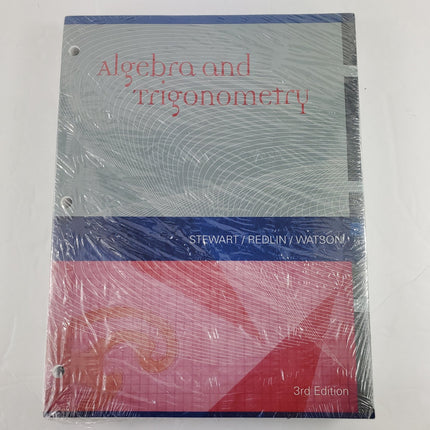 Algebra and
Trigonometry
STEWART / REDLIN / WATSON
3rd Edition